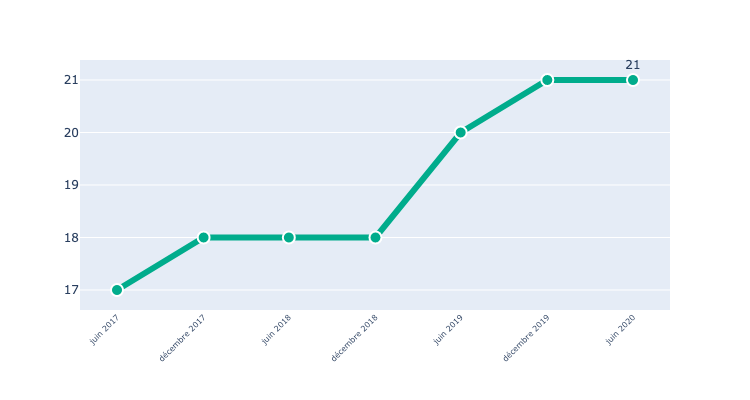 21
21
20
19
18
17
juin 2017
décembre 2017
juin 2018
décembre 2018
juin 2019
décembre 2019
juin 2020